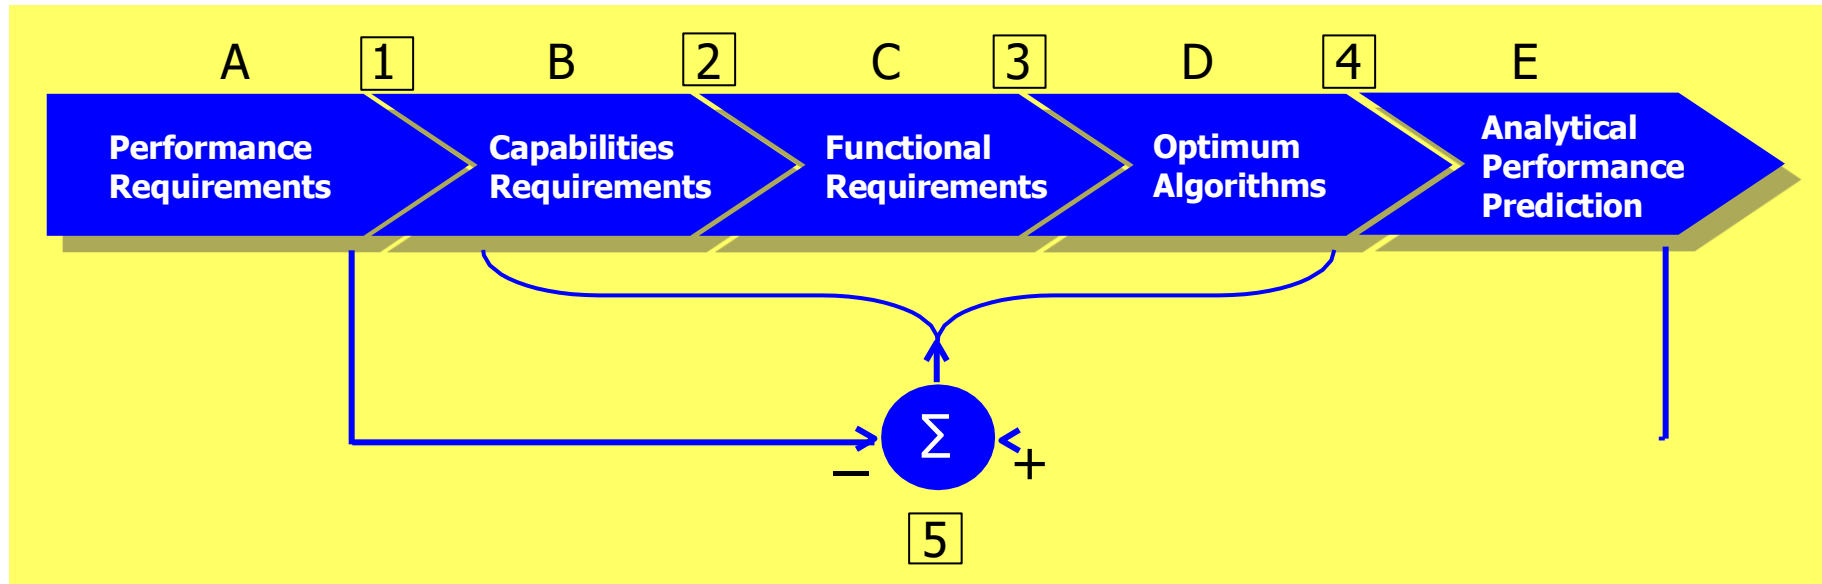 A 1 B 2 C 3 D 4 E
Performance
Requirements
Capabilities
Requirements
Functional
Requirements
Optimum
Algorithms
Analytical
Performance
Prediction
Σ
− +
5